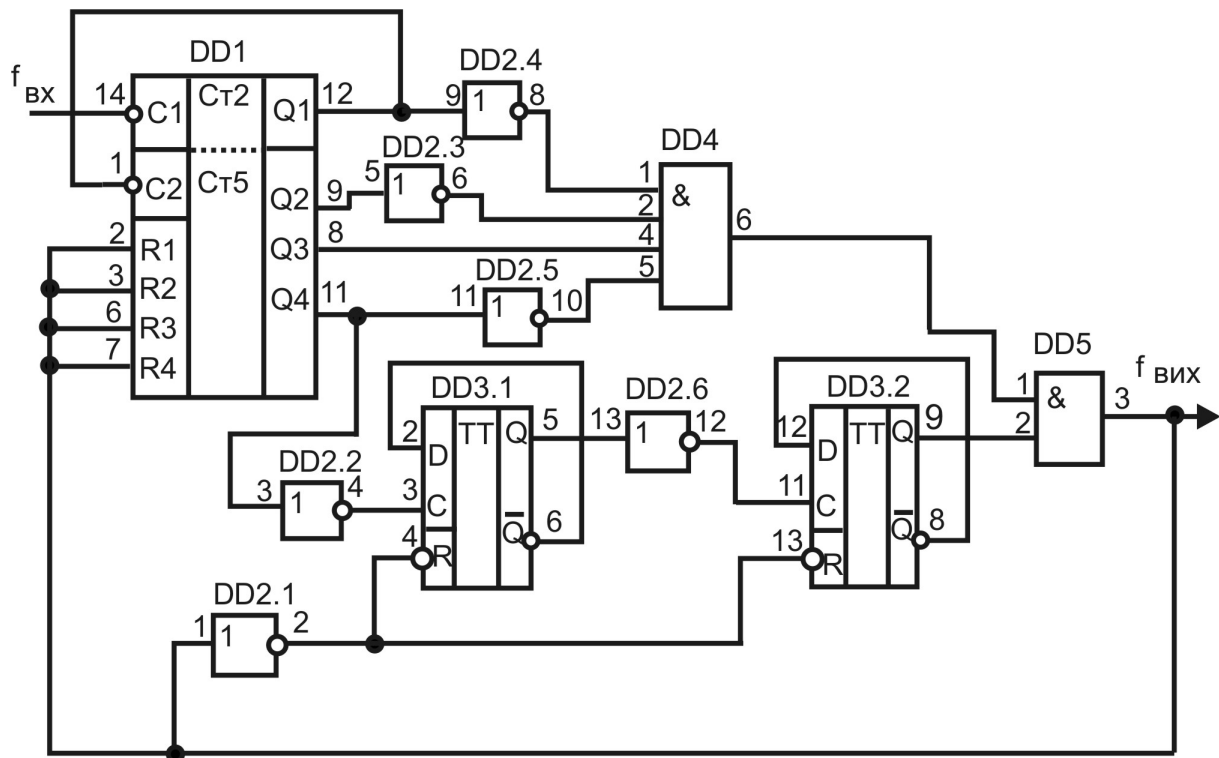 DD1
DD2.4
f вх
14
C1
Ст2
Q1
12
9
1
8
DD4
DD2.3
1
C2
Ст5
Q2
9
5
1
6
1
2
4
5
&
6
2
R1
Q3
8
3
R2
Q4
11
DD2.5
11
1
10
6
R3
7
R4
DD5
f вих
1
2
&
3
DD3.1
DD2.6
DD3.2
2
D
TT
Q
5
13
1
12
12
D
TT
Q
9
DD2.2
3
1
4
3
C
Q
6
11
C
Q
8
4
R
13
R
DD2.1
1
1
2